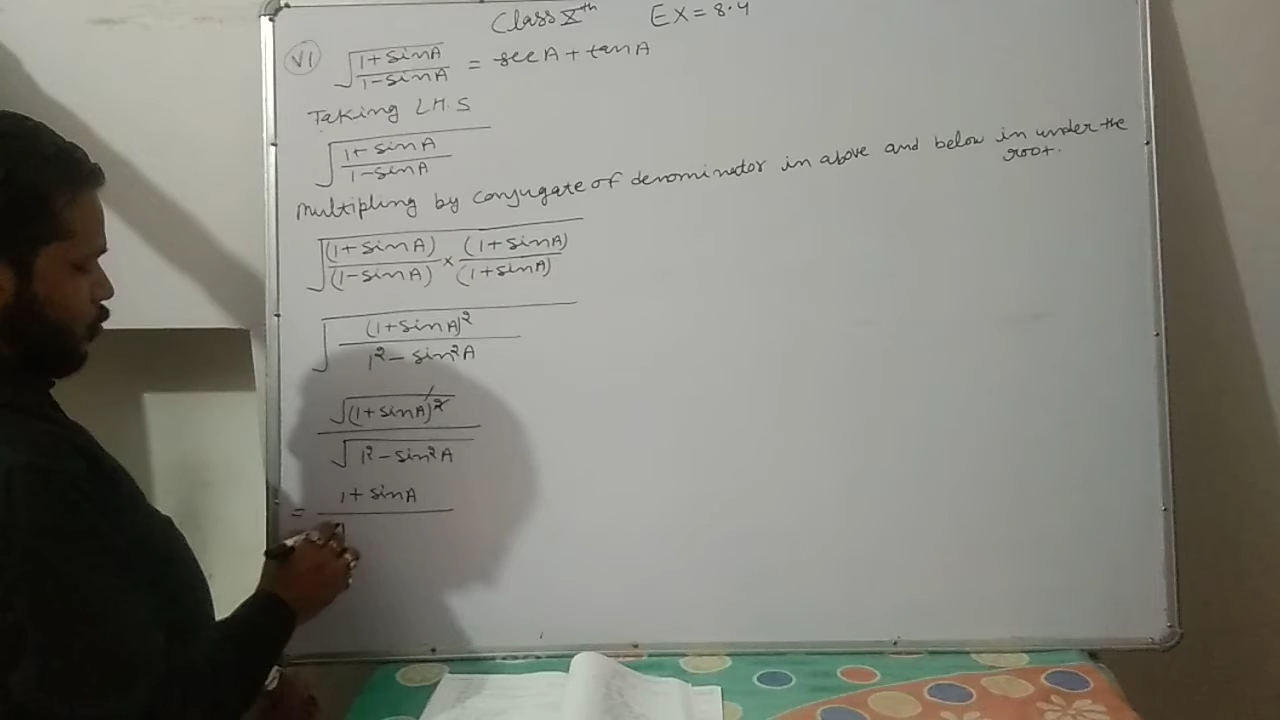 Class Xth EX = 8.4
VI √(1+sinA)/(1-sinA) = secA + tanA
Taking L.H.S
√(1+sinA)/(1-sinA)
Multipling by conjugate of denominator in above and below in under the root.
√(1+sinA)/(1-sinA) × (1+sinA)/(1+sinA)
√(1+sinA)²/1²-sin²A
√(1+sinA)²/√1²-sin²A
= 1+sinA